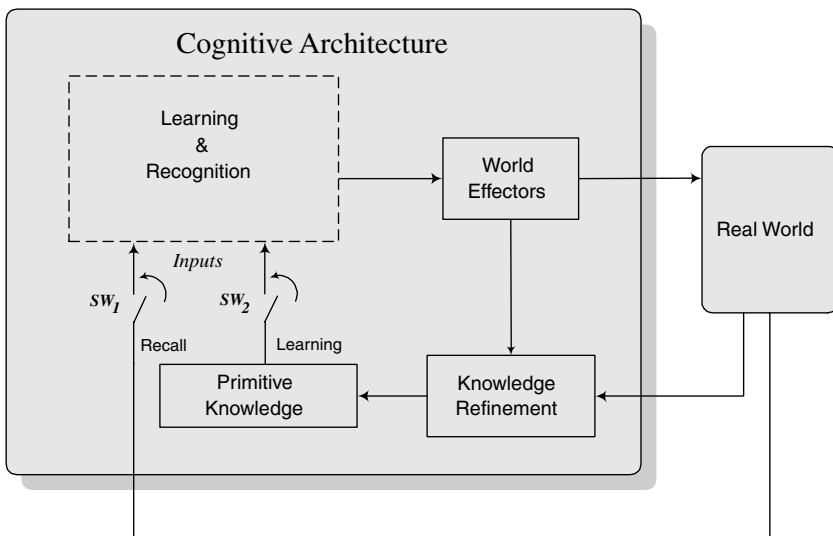 Cognitive Architecture
Learning
&
Recognition
World
Effectors
Real World
Inputs
SW1
SW2
Recall
Learning
Primitive
Knowledge
Knowledge
Refinement